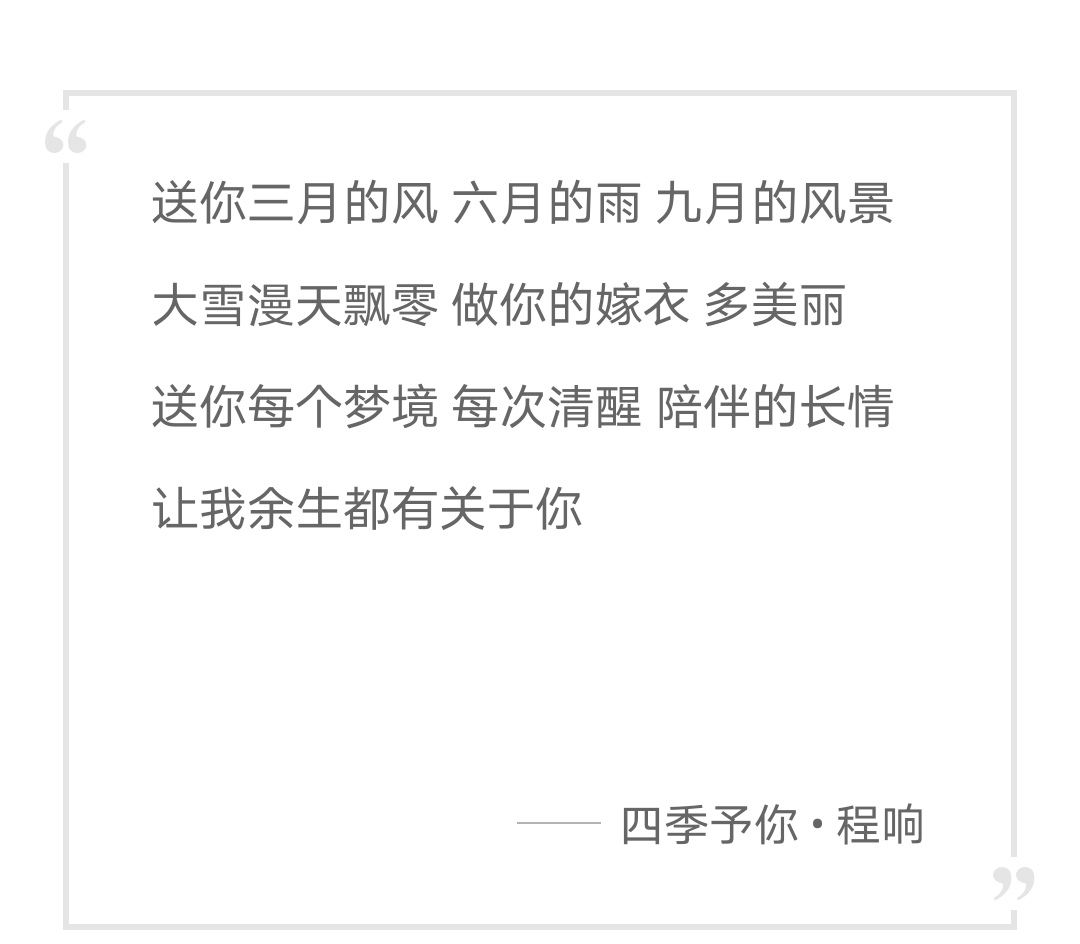 “
送你三月的风 六月的雨 九月的风景
大雪漫天飘零 做你的嫁衣 多美丽
送你每个梦境 每次清醒 陪伴的长情
让我余生都有关于你
—— 四季予你·程响
”